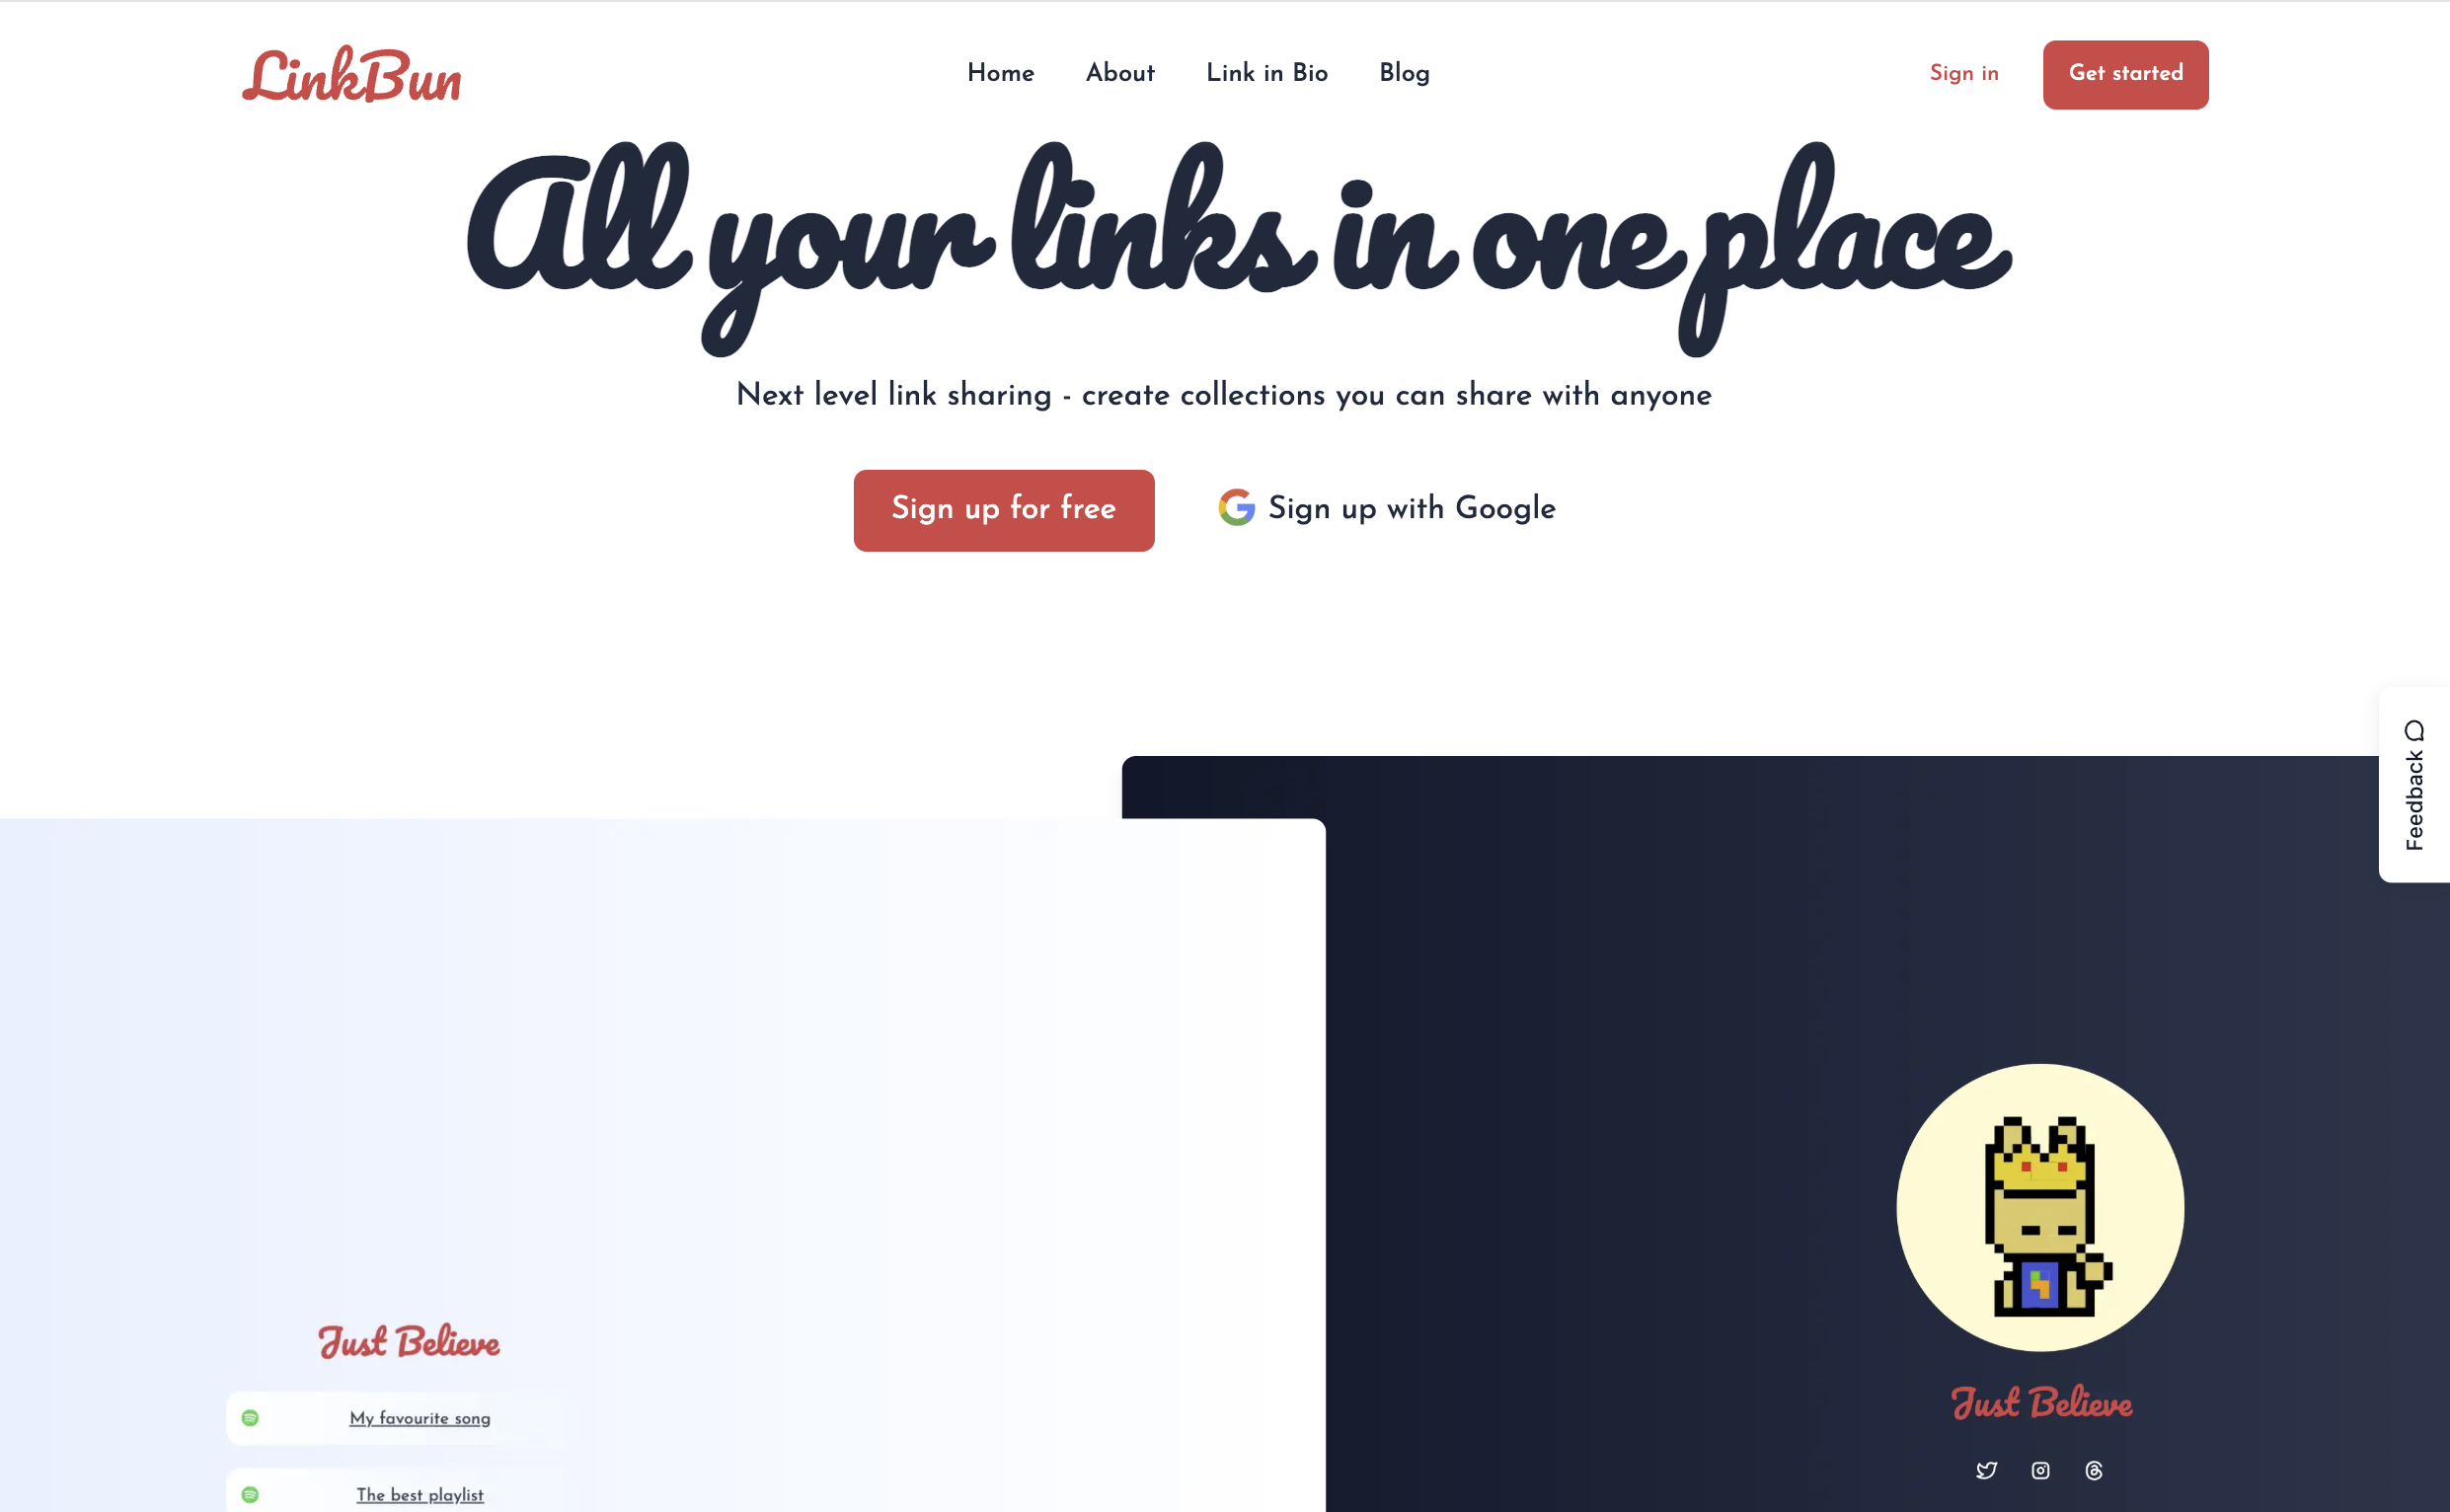 LinkBun
Home About Link in Bio Blog
Sign in Get started
All your links in one place
Next level link sharing - create collections you can share with anyone
Sign up for free Sign up with Google
Feedback
Just Believe
My favourite song
The best playlist
Just Believe